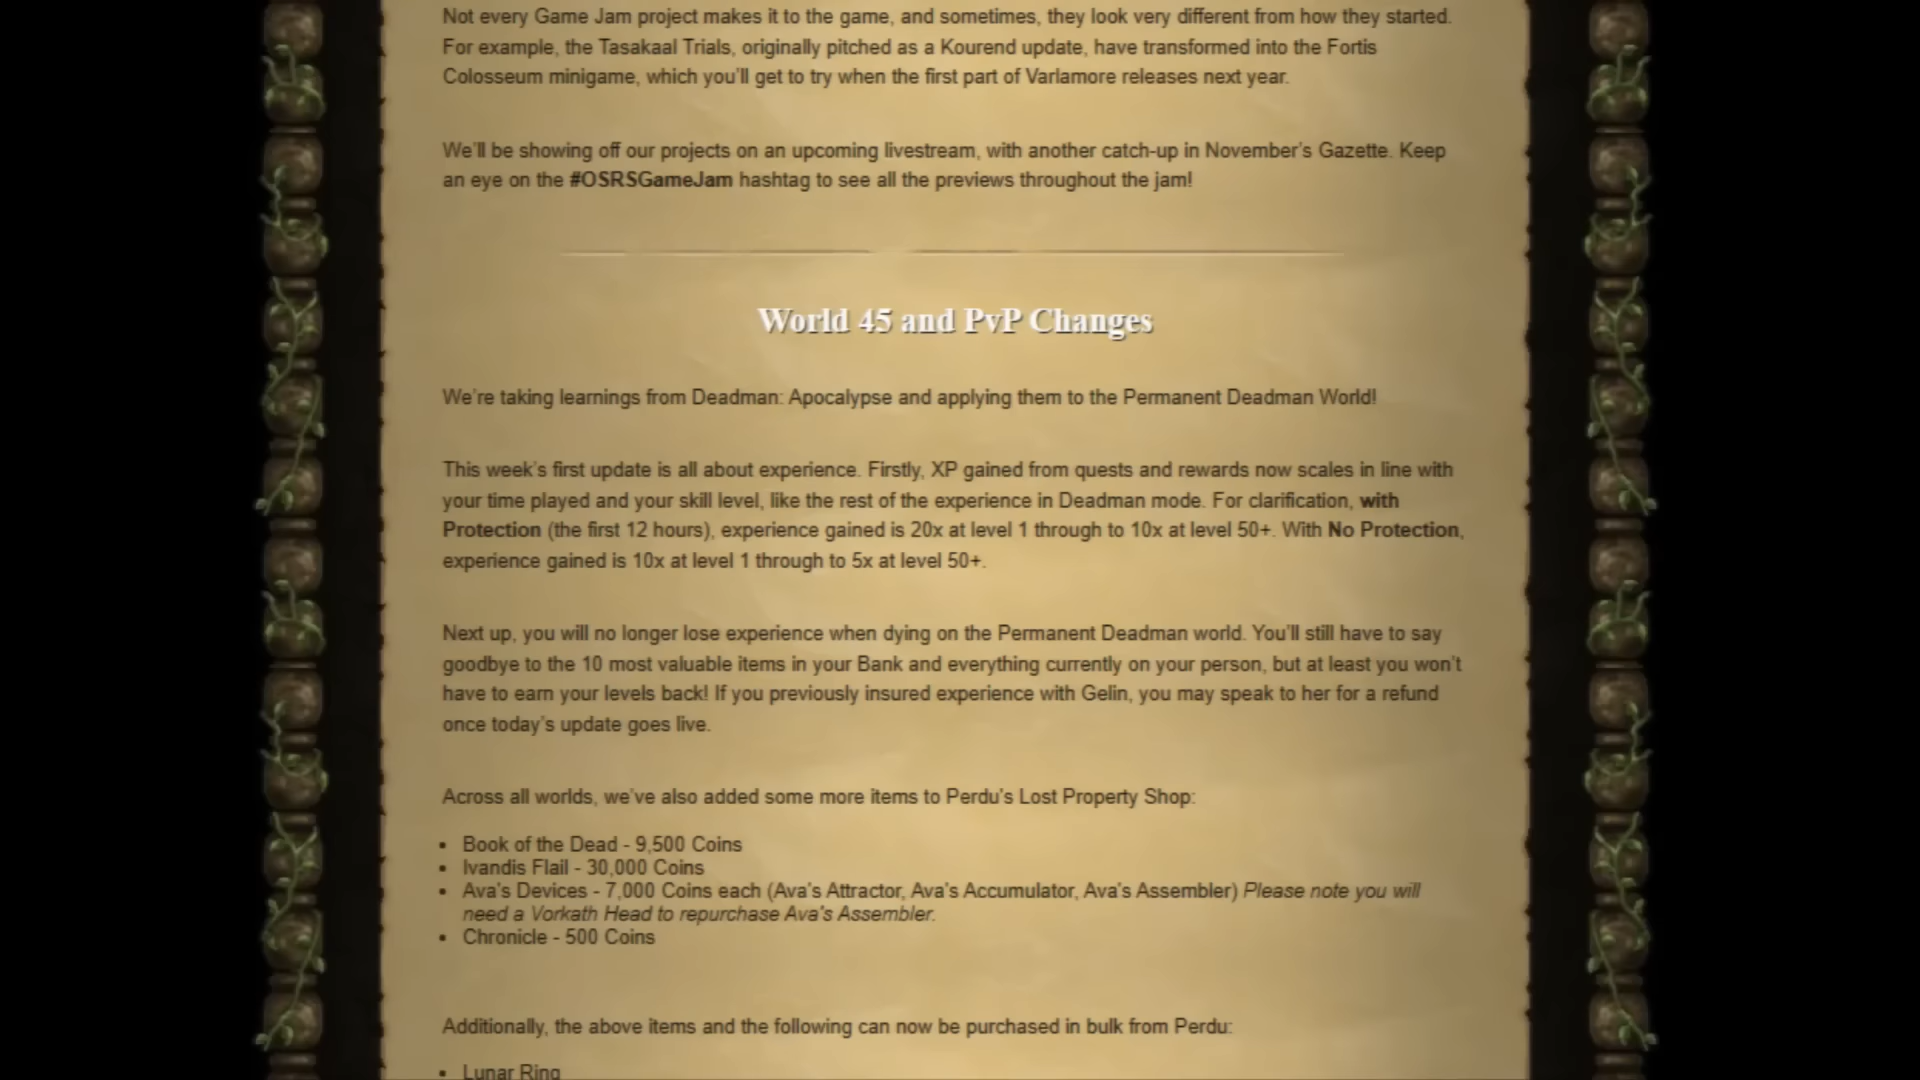 Not every Game Jam project makes it to the game, and sometimes, they look very different from how they started.
For example, the Tasakaal Trials, originally pitched as a Kourend update, have transformed into the Fortis
Colosseum minigame, which you'll get to try when the first part of Varlamore releases next year.
We'll be showing off our projects on an upcoming livestream, with another catch-up in November's Gazette. Keep
an eye on the #OSRSGameJam hashtag to see all the previews throughout the jam!
World 45 and PvP Changes
We're taking learnings from Deadman: Apocalypse and applying them to the Permanent Deadman World!
This week's first update is all about experience. Firstly, XP gained from quests and rewards now scales in line with
your time played and your skill level, like the rest of the experience in Deadman mode. For clarification, with
Protection (the first 12 hours), experience gained is 20x at level 1 through to 10x at level 50+. With No Protection,
experience gained is 10x at level 1 through to 5x at level 50+.
Next up, you will no longer lose experience when dying on the Permanent Deadman world. You'll still have to say
goodbye to the 10 most valuable items in your Bank and everything currently on your person, but at least you won't
have to earn your levels back! If you previously insured experience with Gelin, you may speak to her for a refund
once today's update goes live.
Across all worlds, we've also added some more items to Perdu's Lost Property Shop:
• Book of the Dead - 9,500 Coins
• Ivandis Flail - 30,000 Coins
• Ava's Devices - 7,000 Coins each (Ava's Attractor, Ava's Accumulator, Ava's Assembler) Please note you will
need a Vorkath Head to repurchase Ava's Assembler.
• Chronicle - 500 Coins
Additionally, the above items and the following can now be purchased in bulk from Perdu:
• Lunar Ring